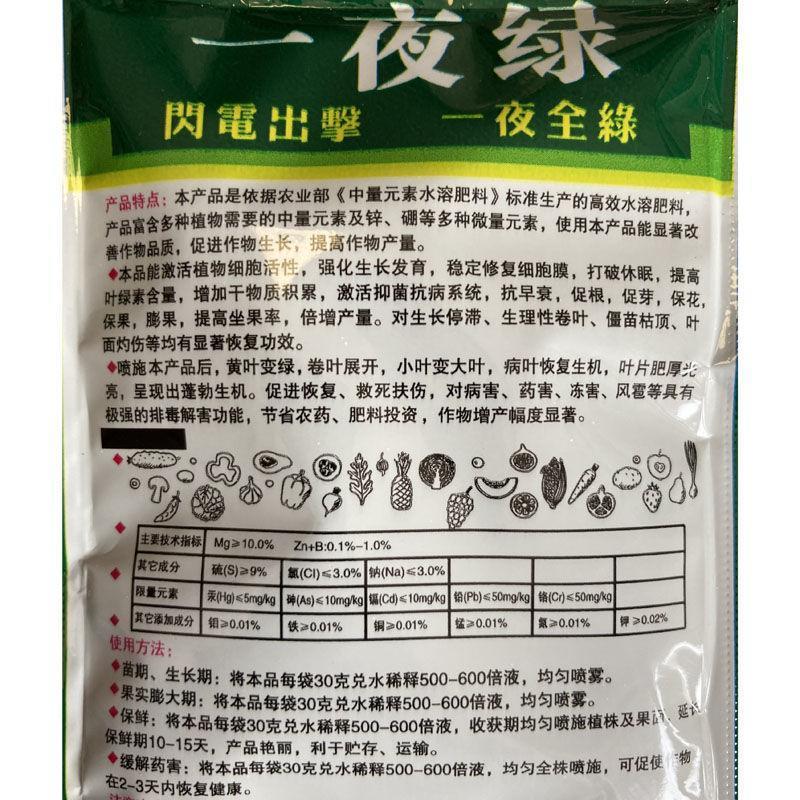 一夜绿
閃電出擊 一夜全綠
产品特点：本产品是依据农业部《中量元素水溶肥料》标准生产的高效水溶肥料，
产品富含多种植物需要的中量元素及锌、硼等多种微量元素，使用本产品能显著改
善作物品质，促进作物生长，提高作物产量。
◆本品能激活植物细胞活性，强化生长发育，稳定修复细胞膜，打破休眠，提高
叶绿素含量，增加干物质积累，激活抑菌抗病系统，抗早衰，促根，促芽，保花，
保果，膨果，提高坐果率，倍增产量。对生长停滞、生理性卷叶、僵苗枯顶、叶
面灼伤等均有显著恢复功效。
◆喷施本产品后，黄叶变绿，卷叶展开，小叶变大叶，病叶恢复生机，叶片肥厚光
亮，呈现出蓬勃生机。促进恢复、救死扶伤，对病害、药害、冻害、风雹等具有
极强的排毒解害功能，节省农药、肥料投资，作物增产幅度显著。
主要技术指标 Mg≥10.0% Zn+B:0.1%-1.0%
其它成分 硫(S)≥9% 氯(Cl)≤3.0% 钠(Na)≤3.0%
限量元素 汞(Hg)≤5mg/kg 砷(As)≤10mg/kg 镉(Cd)≤10mg/kg 铅(Pb)≤50mg/kg 铬(Cr)≤50mg/kg
其它添加成分 钼≥0.01% 铁≥0.01% 铜≥0.01% 锰≥0.01% 氮≥0.01% 钾≥0.02%
使用方法：
◆苗期、生长期：将本品每袋30克兑水稀释500-600倍液，均匀喷雾。
◆果实膨大期：将本品每袋30克兑水稀释500-600倍液，均匀喷雾。
◆保鲜：将本品每袋30克兑水稀释500-600倍液，收获期均匀喷施植株及果面，延长
保鲜期10-15天，产品艳丽，利于贮存、运输。
◆缓解药害：将本品每袋30克兑水稀释500-600倍液，均匀全株喷施，可促使作物
在2-3天内恢复健康。